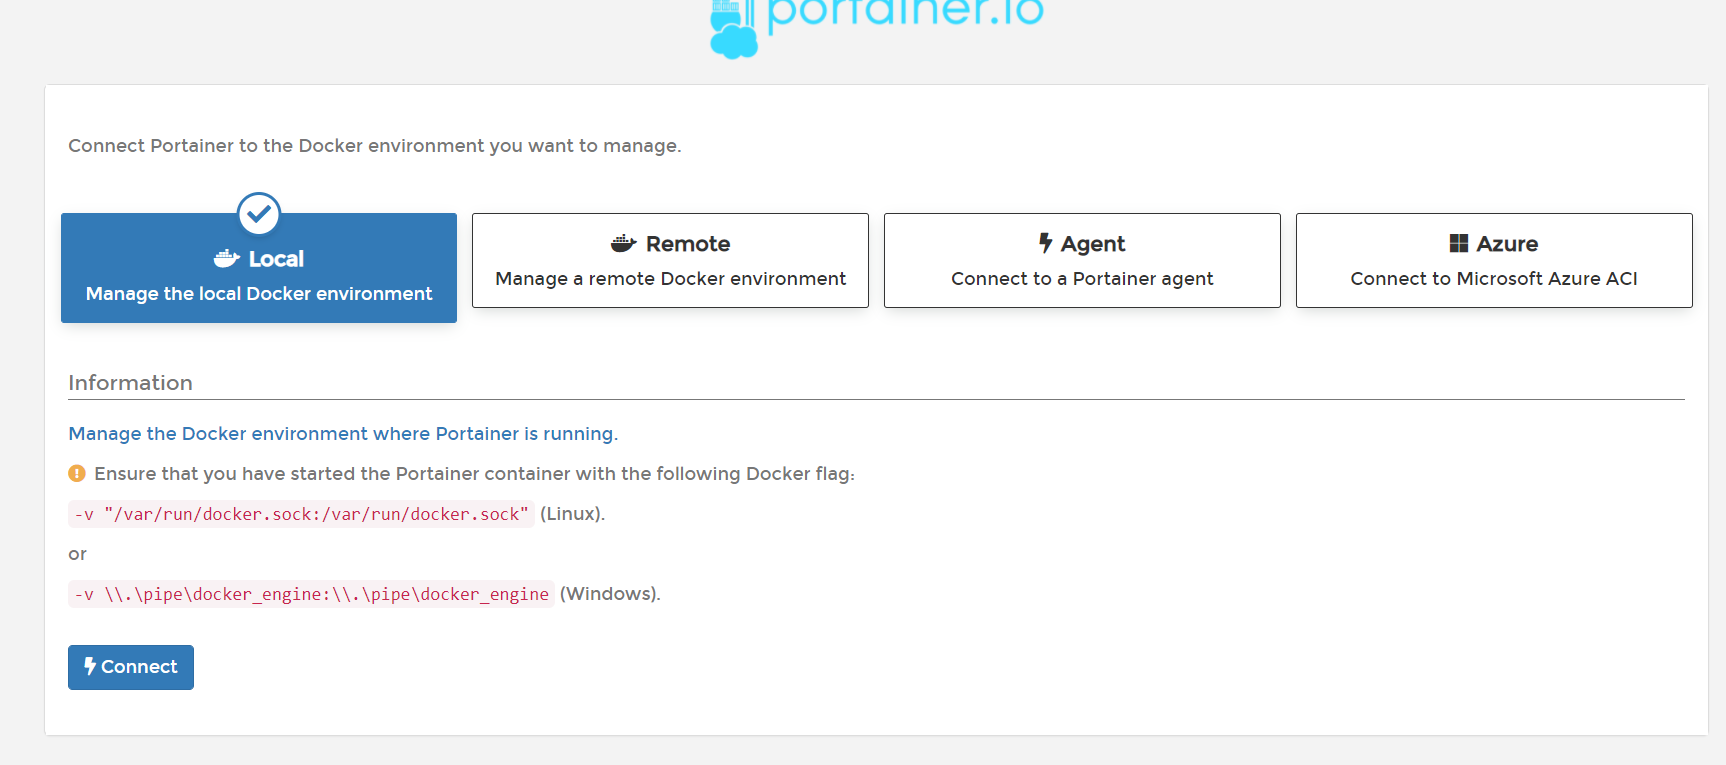 portainer.io
Connect Portainer to the Docker environment you want to manage.
Local
Manage the local Docker environment
Remote
Manage a remote Docker environment
Agent
Connect to a Portainer agent
Azure
Connect to Microsoft Azure ACI
Information
Manage the Docker environment where Portainer is running.
Ensure that you have started the Portainer container with the following Docker flag:
-v "/var/run/docker.sock:/var/run/docker.sock" (Linux).
or
-v \\.\pipe\docker_engine:\\.\pipe\docker_engine (Windows).
Connect